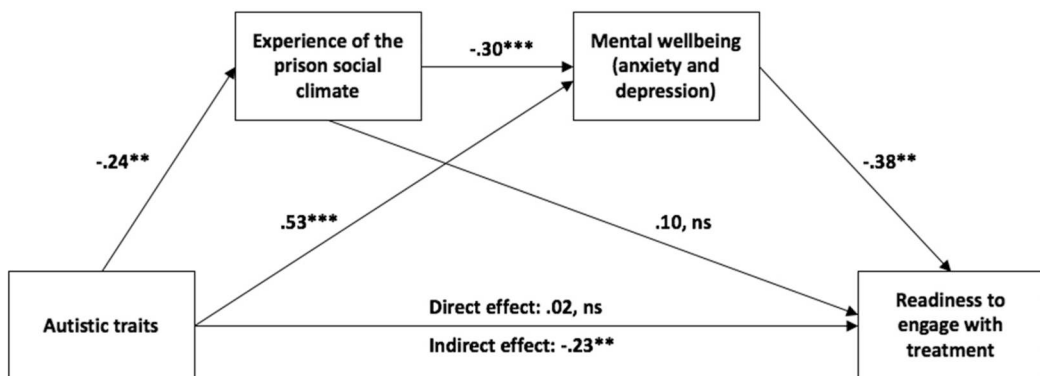 Experience of the
prison social
climate
-.30***
Mental wellbeing
(anxiety and
depression)
-.24**
.53***
.10, ns
-.38**
Autistic traits
Direct effect: .02, ns
Indirect effect: -.23**
Readiness to
engage with
treatment